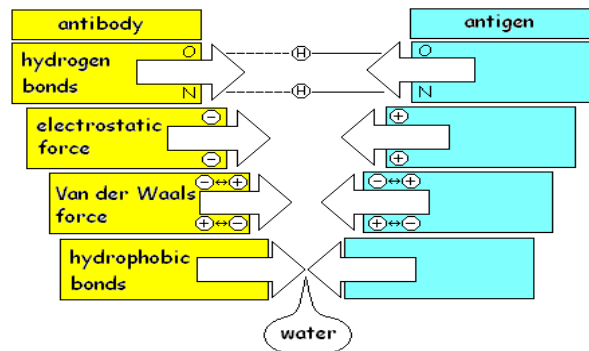 antibody antigen
hydrogen bonds
O H O
N H N
electrostatic force
− +
− +
Van der Waals force
−↔+ −↔+
+↔− +↔−
hydrophobic bonds
water